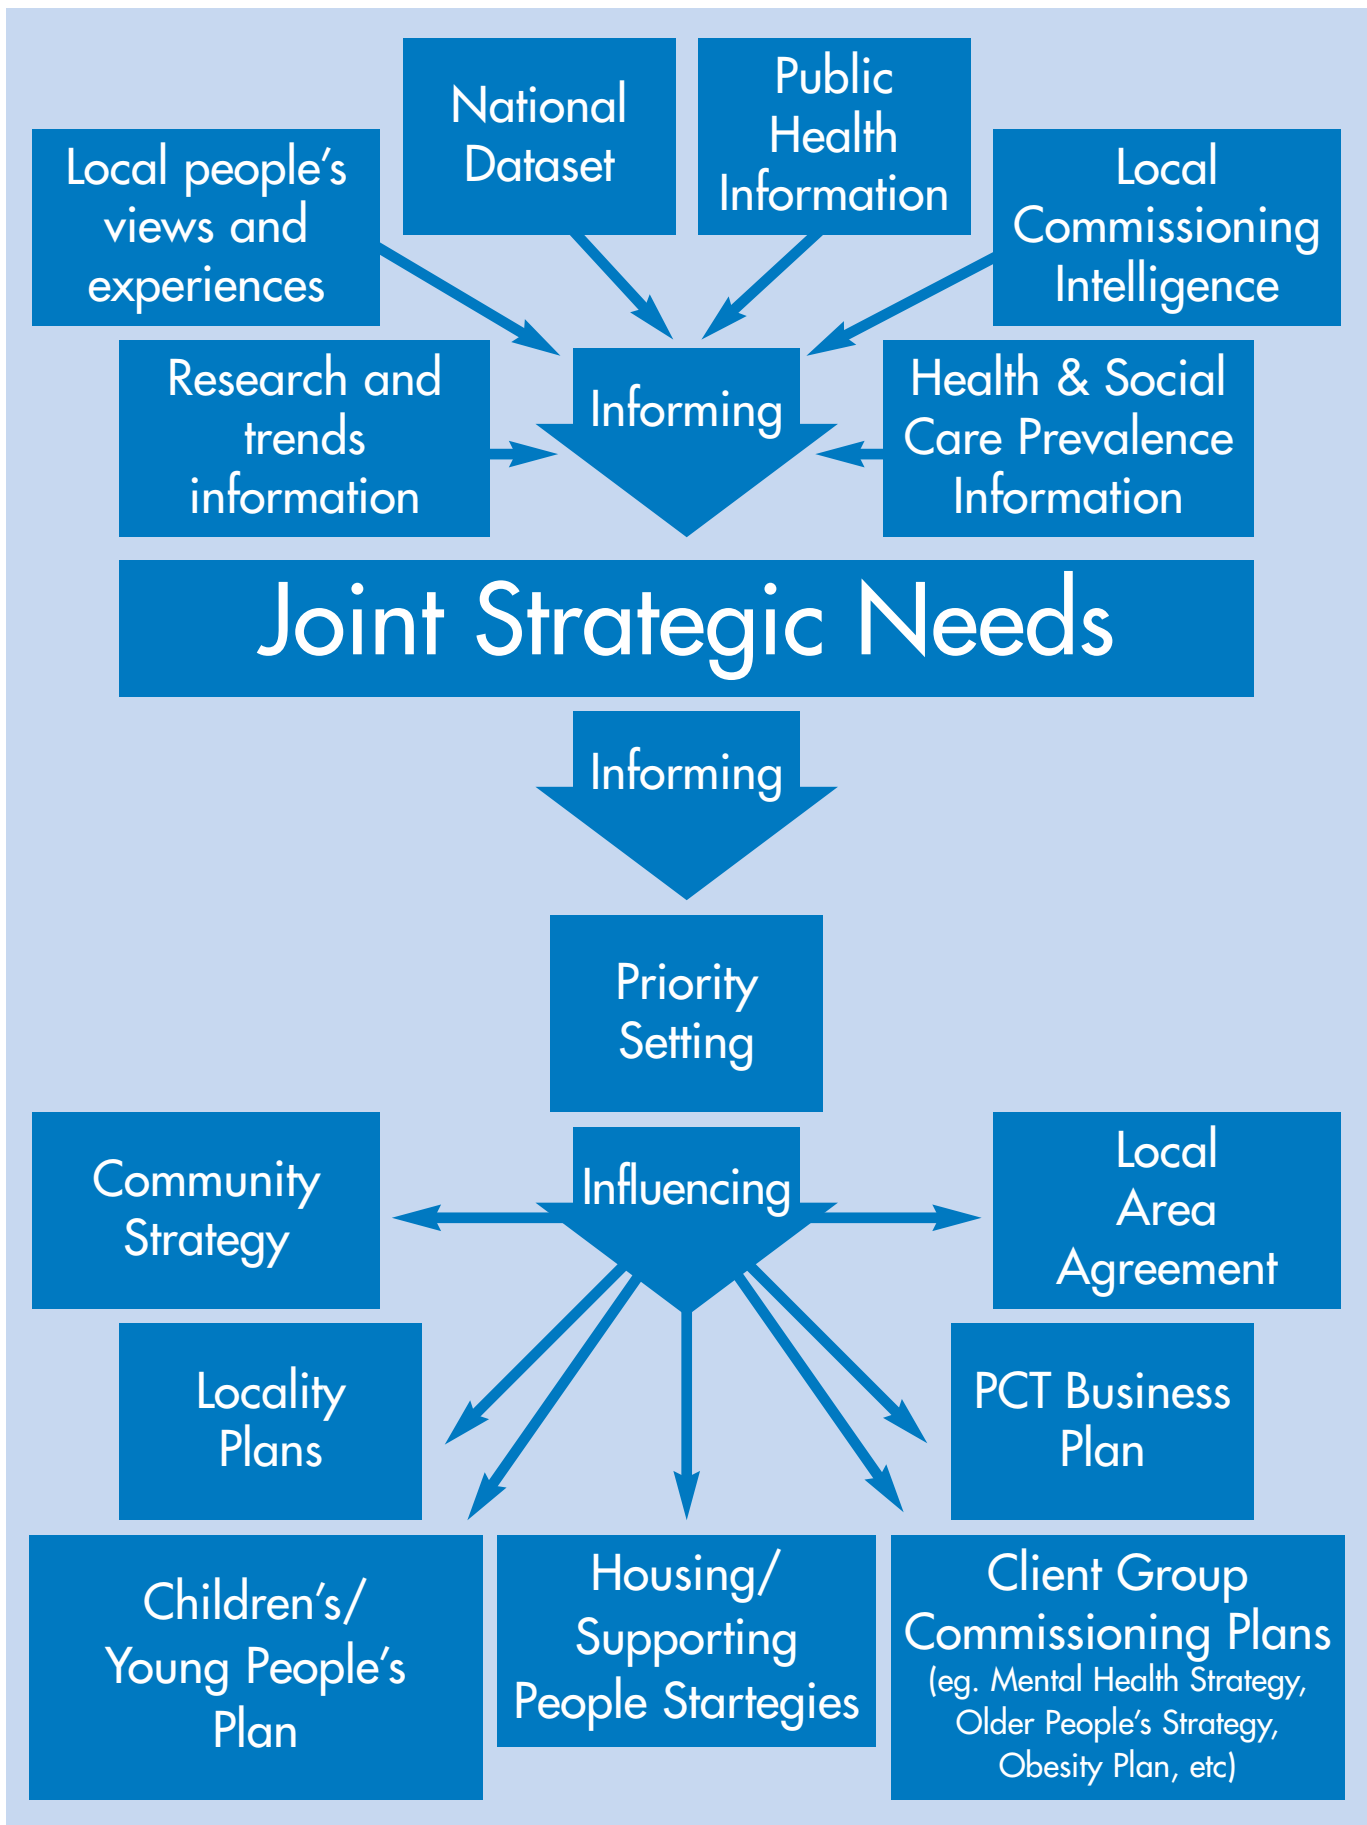 Local people's
views and
experiences
National
Dataset
Public
Health
Information
Local
Commissioning
Intelligence
Research and
trends
information
Informing
Health & Social
Care Prevalence
Information
Joint Strategic Needs
Informing
Priority
Setting
Influencing
Community
Strategy
Local
Area
Agreement
Locality
Plans
PCT Business
Plan
Children's/
Young People's
Plan
Housing/
Supporting
People Startegies
Client Group
Commissioning Plans
(eg. Mental Health Strategy,
Older People's Strategy,
Obesity Plan, etc)